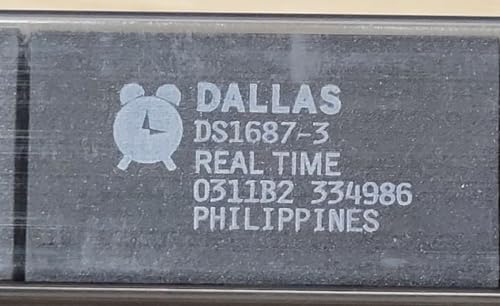 DALLAS
DS1687-3
REAL TIME
0311B2 334986
PHILIPPINES